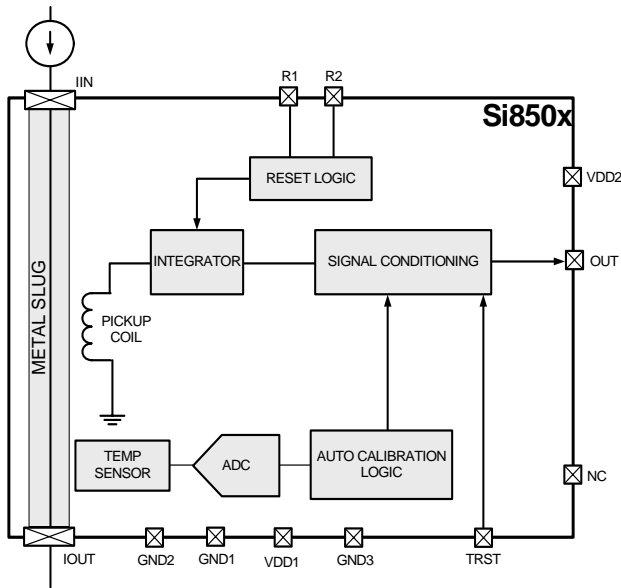 IIN
R1
R2
Si850x
RESET LOGIC
VDD2
METAL SLUG
INTEGRATOR
SIGNAL CONDITIONING
OUT
PICKUP
COIL
TEMP
SENSOR
ADC
AUTO CALIBRATION
LOGIC
NC
IOUT
GND2
GND1
VDD1
GND3
TRST